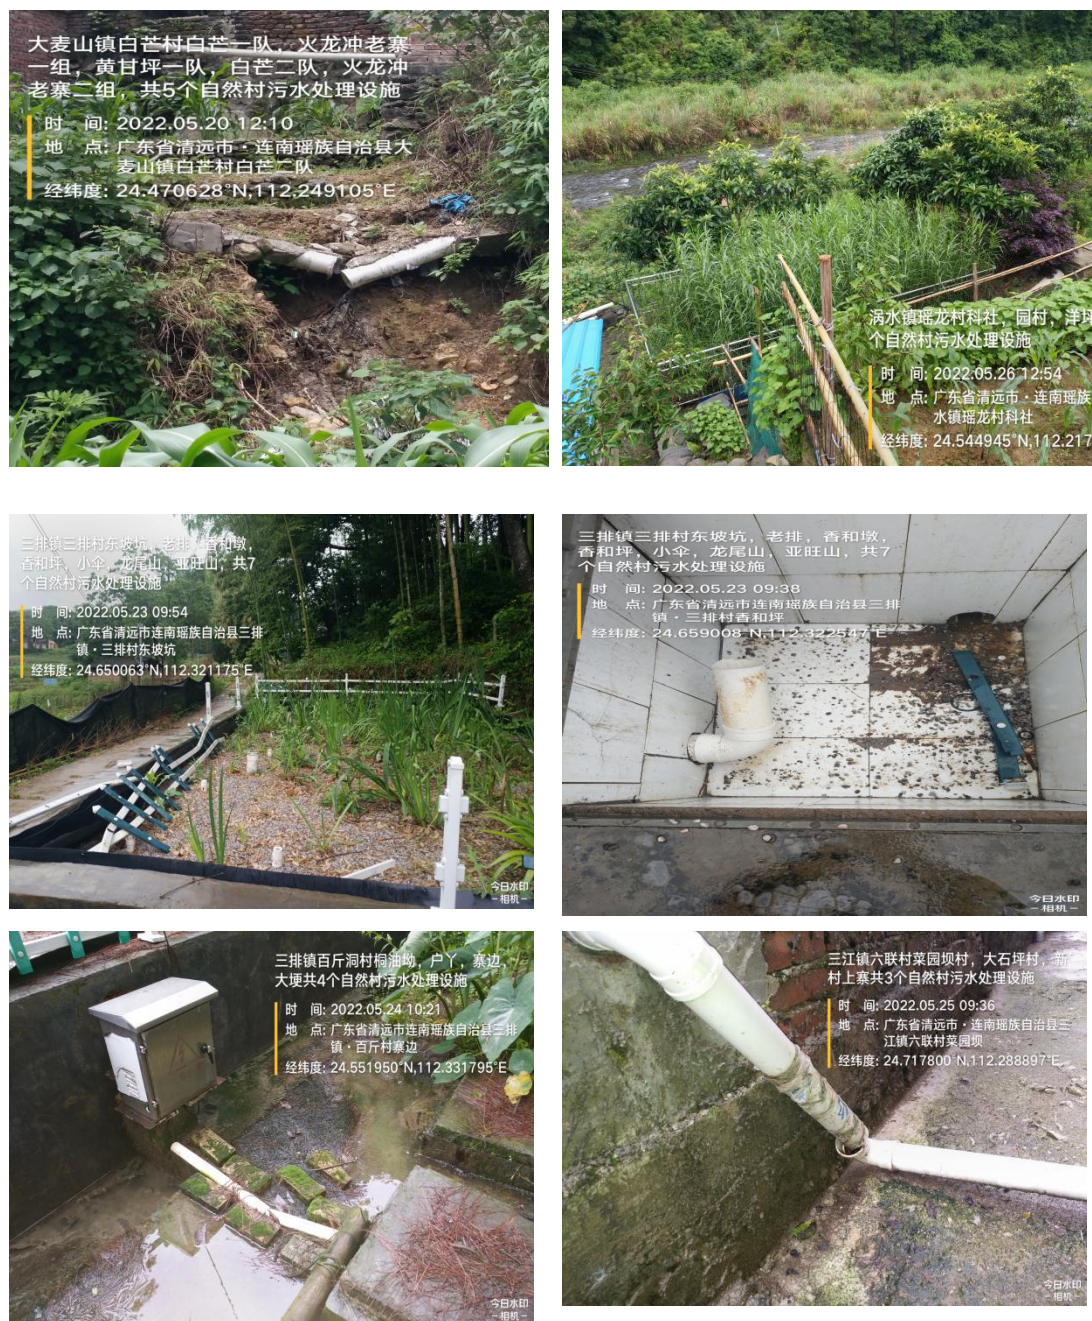 大麦山镇白芒村白芒一队，火龙冲老寨
一组，黄甘坪一队，白芒二队，火龙冲
老寨二组，共5个自然村污水处理设施
时 间: 2022.05.20 12:10
地 点: 广东省清远市·连南瑶族自治县大
麦山镇白芒村白芒二队
经纬度: 24.470628°N,112.249105°E
涡水镇瑶龙村科社，园村，洋
个自然村污水处理设施
时 间: 2022.05.26 12:54
地 点: 广东省清远市·连南瑶族
水镇瑶龙村科社
经纬度: 24.544945°N,112.217
三排镇三排村东坡坑，老排，香和墩，
香和坪，小伞，龙尾山，亚旺山，共7
个自然村污水处理设施
时 间: 2022.05.23 09:54
地 点: 广东省清远市连南瑶族自治县三排
镇·三排村东坡坑
经纬度: 24.650063°N,112.321175°E
今日水印
-相机-
三排镇三排村东坡坑，老排，香和墩，
香和坪，小伞，龙尾山，亚旺山，共7
个自然村污水处理设施
时 间: 2022.05.23 09:38
地 点: 广东省清远市连南瑶族自治县三排
镇·三排村香和坪
经纬度: 24.659008°N,112.322547°E
今日水印
-相机-
三排镇百斤洞村桐油坳，户丫，寨边，
大埂共4个自然村污水处理设施
时 间: 2022.05.24 10:21
地 点: 广东省清远市连南瑶族自治县三排
镇·百斤村寨边
经纬度: 24.551950°N,112.331795°E
今日水印
-相机-
三江镇六联村菜园坝村，大石坪村，新
村上寨共3个自然村污水处理设施
时 间: 2022.05.25 09:36
地 点: 广东省清远市·连南瑶族自治县三
江镇六联村菜园坝
经纬度: 24.717800°N,112.288897°E
今日水印
-相机-